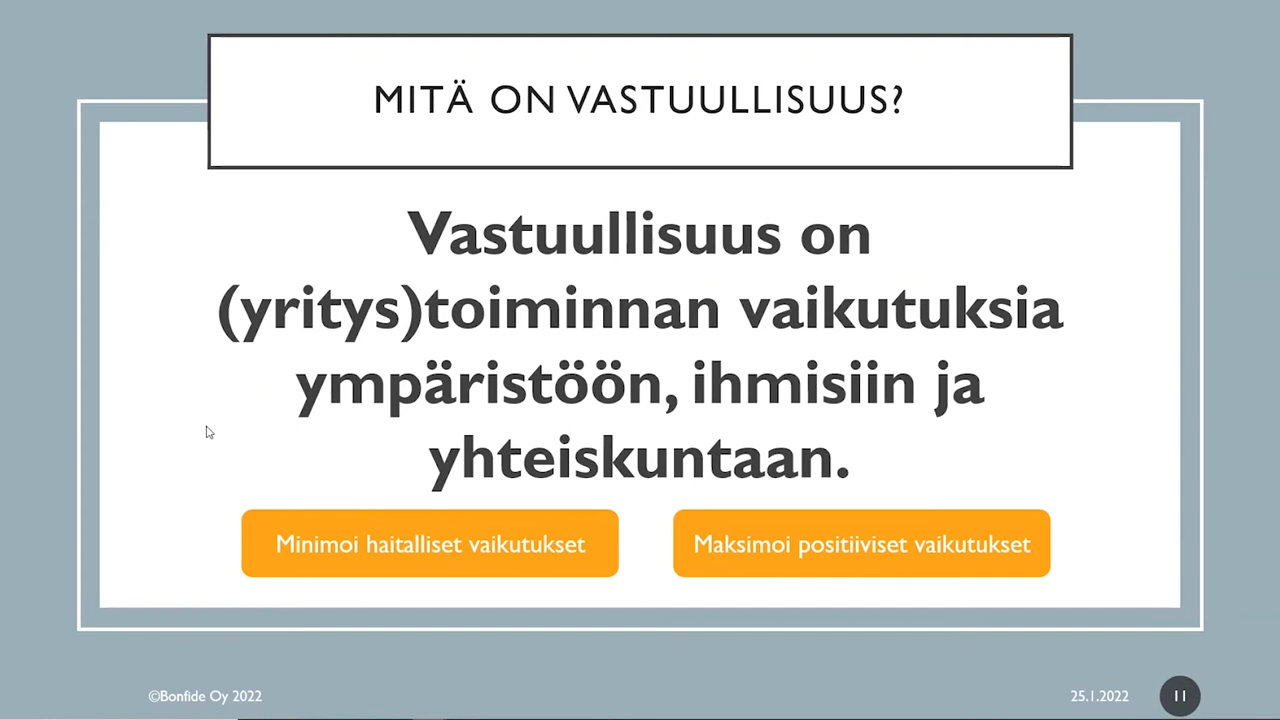 MITÄ ON VASTUULLISUUS?
Vastuullisuus on
(yritys)toiminnan vaikutuksia
ympäristöön, ihmisiin ja
yhteiskuntaan.
Minimoi haitalliset vaikutukset
Maksimoi positiiviset vaikutukset
©Bonfide Oy 2022
25.1.2022
11